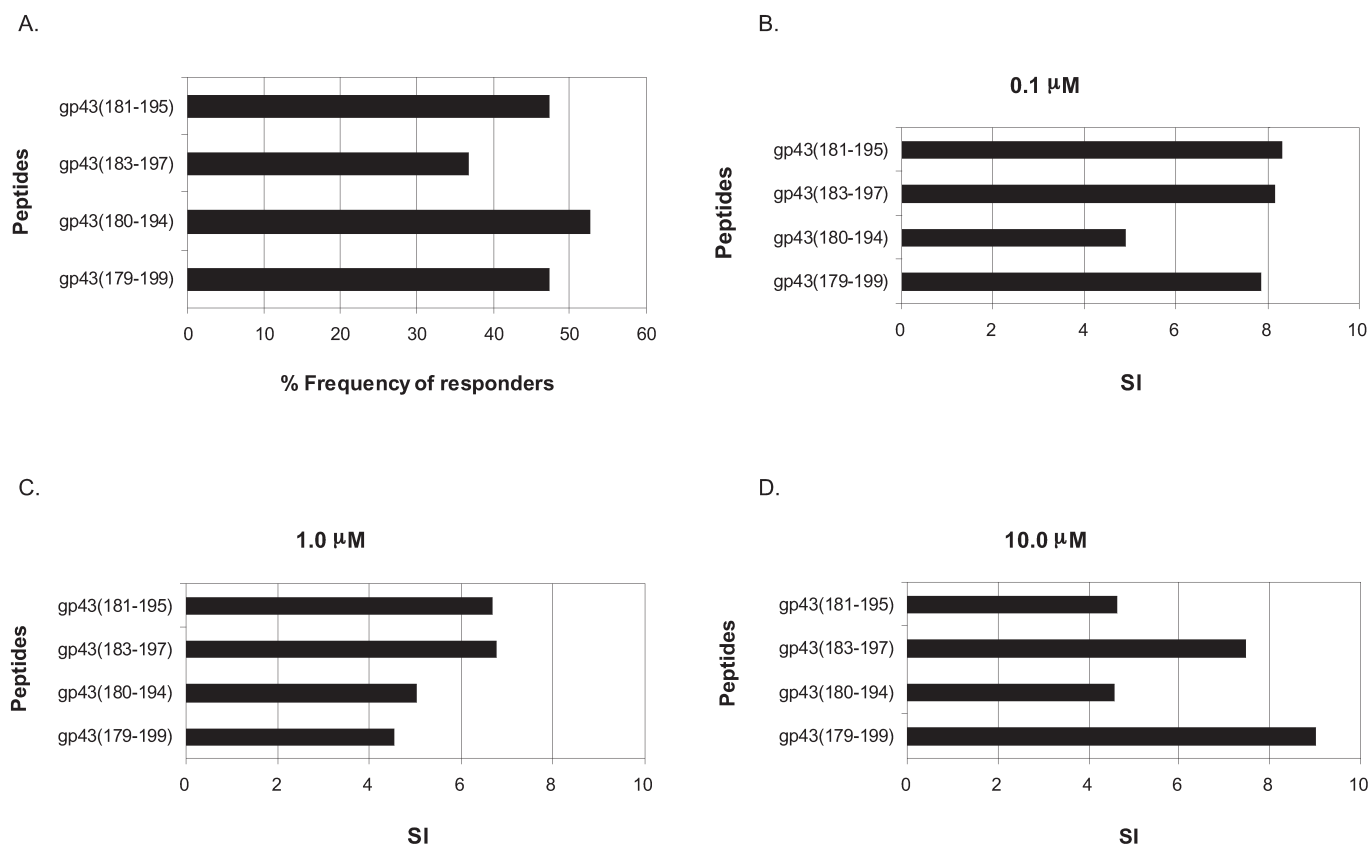 A.
Peptides
gp43(181-195)
gp43(183-197)
gp43(180-194)
gp43(179-199)
0 10 20 30 40 50 60
% Frequency of responders
B.
0.1 µM
Peptides
gp43(181-195)
gp43(183-197)
gp43(180-194)
gp43(179-199)
0 2 4 6 8 10
SI
C.
1.0 µM
Peptides
gp43(181-195)
gp43(183-197)
gp43(180-194)
gp43(179-199)
0 2 4 6 8 10
SI
D.
10.0 µM
Peptides
gp43(181-195)
gp43(183-197)
gp43(180-194)
gp43(179-199)
0 2 4 6 8 10
SI